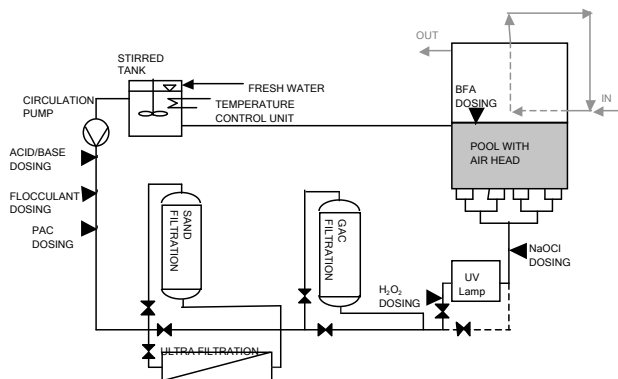 OUT
STIRRED
TANK
FRESH WATER
BFA
DOSING
IN
CIRCULATION
PUMP
TEMPERATURE
CONTROL UNIT
ACID/BASE
DOSING
POOL WITH
AIR HEAD
FLOCCULANT
DOSING
PAC
DOSING
SAND
FILTRATION
GAC
FILTRATION
NaOCl
DOSING
H₂O₂
DOSING
UV
Lamp
ULTRA FILTRATION